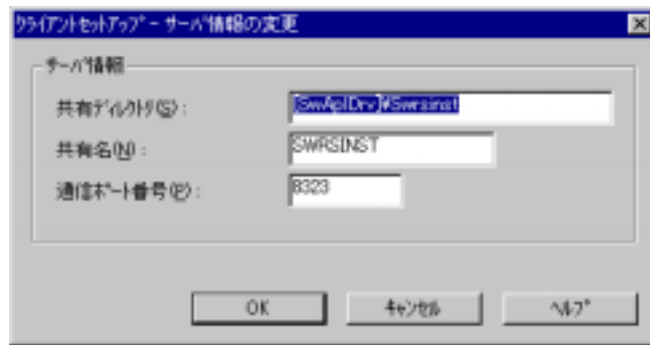 クライアントセットアップ - サーバ情報の変更
サーバ情報
共有ディレクトリ(S) :
[SwAplDrv]¥Swrsinst
共有名(N) :
SWRSINST
通信ポート番号(P) :
8323
OK
キャンセル
ヘルプ